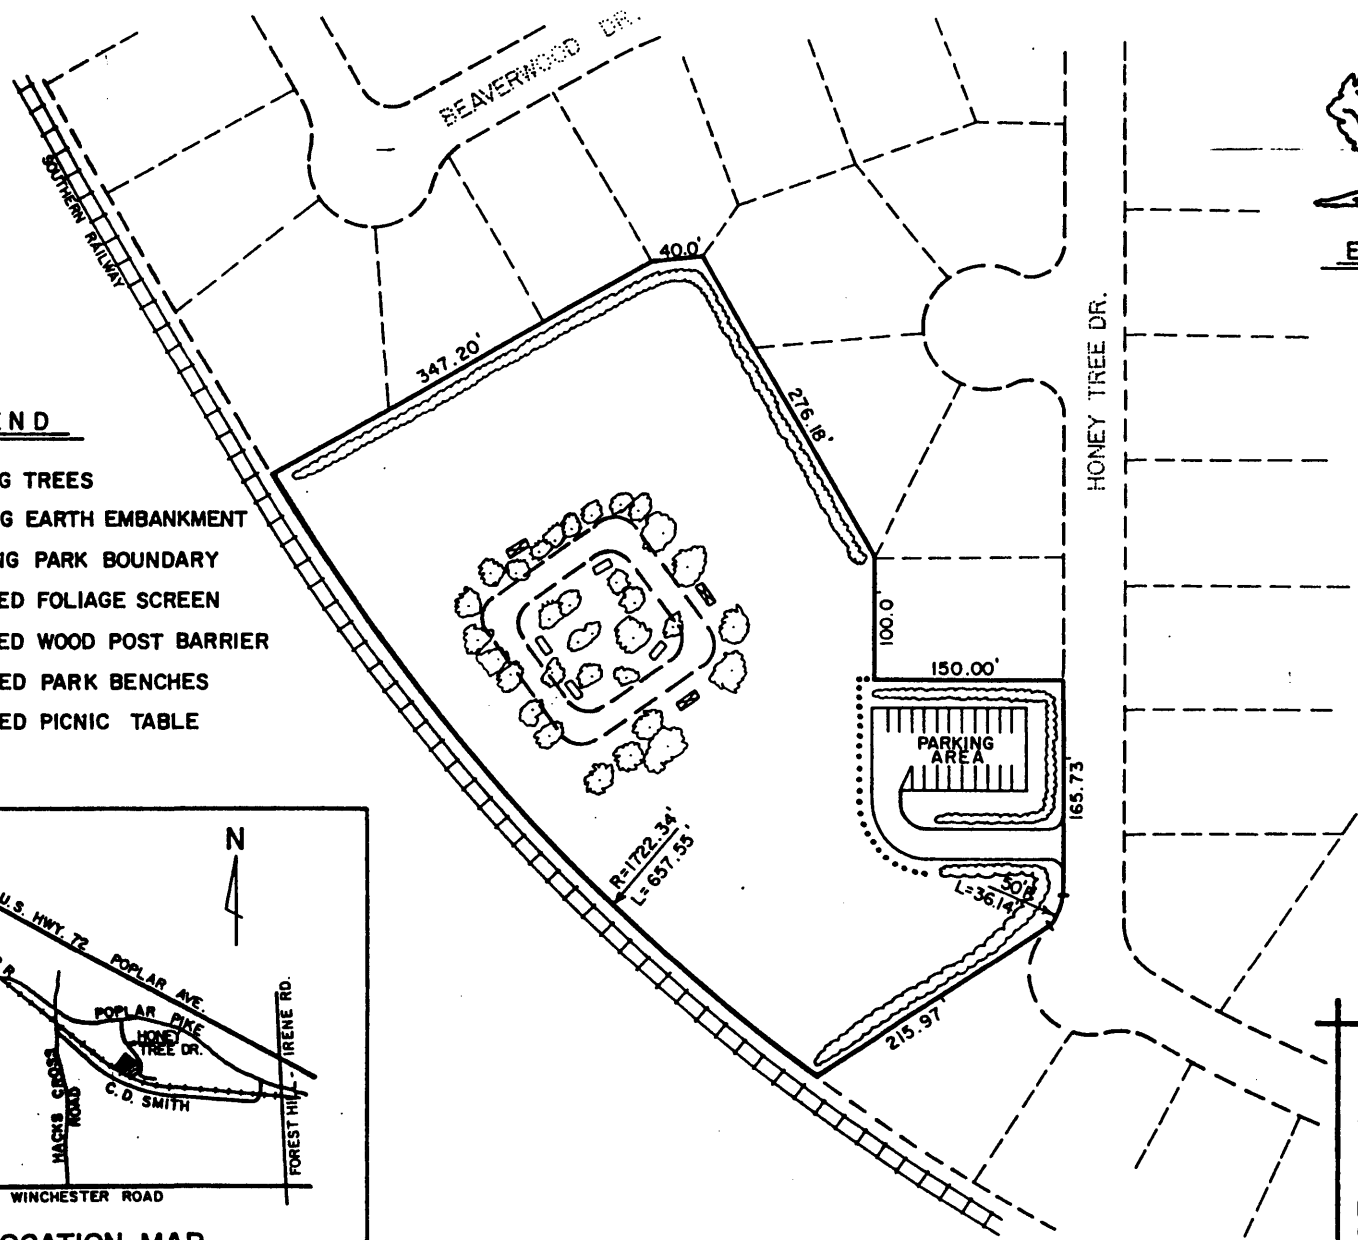 BEAVERWOOD DR.
SOUTHERN RAILWAY
40.0'
347.20'
276.18'
HONEY TREE DR.
E
END
G TREES
G EARTH EMBANKMENT
NG PARK BOUNDARY
ED FOLIAGE SCREEN
ED WOOD POST BARRIER
ED PARK BENCHES
ED PICNIC TABLE
100.0
150.00'
PARKING
AREA
165.73
R=1722.34'
L=657.55'
50'R
L=36.14'
215.97'
N
U.S. HWY. 72 POPLAR AVE.
R R
POPLAR PIKE
HONEY
TREE DR.
HACKS CROSS
ROAD
C. D. SMITH
FOREST HILL - IRENE RD.
WINCHESTER ROAD
OCATION MAP